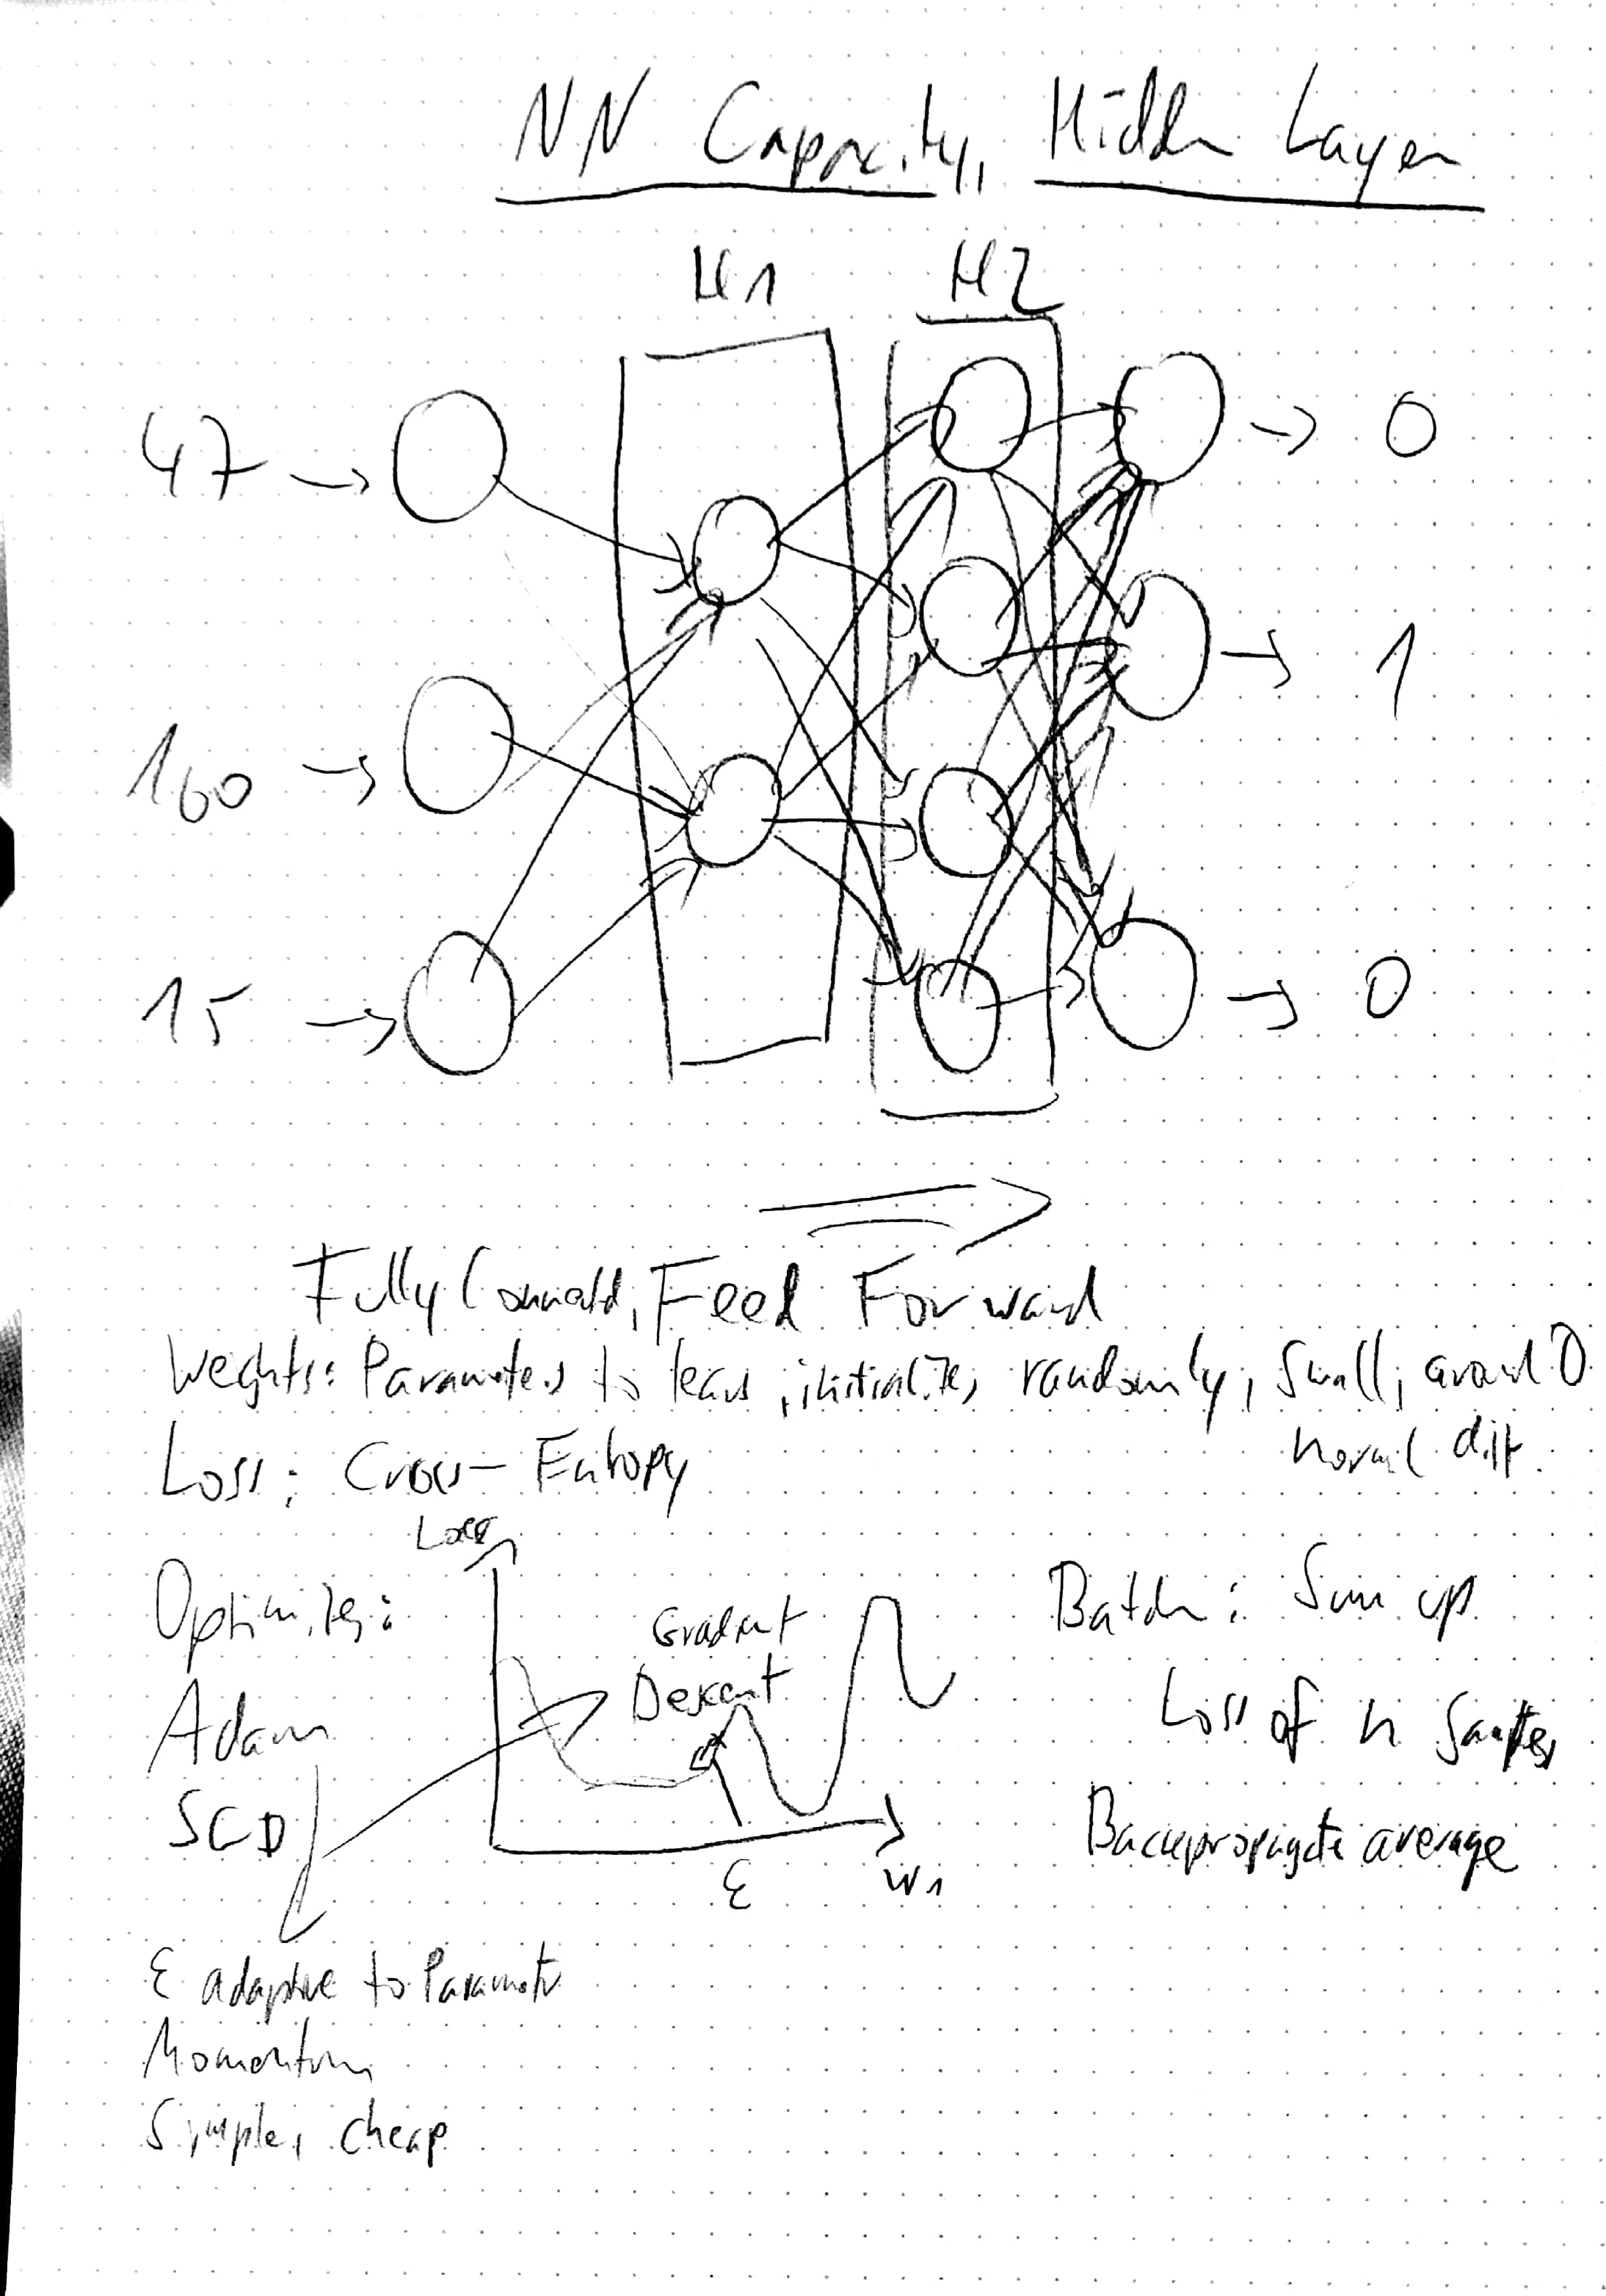 NN Capacity, Hidden Layer
H1 H2
47 → → 0
160 → → 1
15 → → 0
Fully Connected, Feed Forward
Weights: Parameters to learn, initialize, randomly, small, around 0
normal dist.
Loss: Cross-Entropy
Loss
Optimizer:
Adam
SGD
Gradient
Descent
ε w1
Batch: Sum up
Loss of n Samples
Backpropagate average
ε adaptive to Parameter
Momentum
Simple, cheap